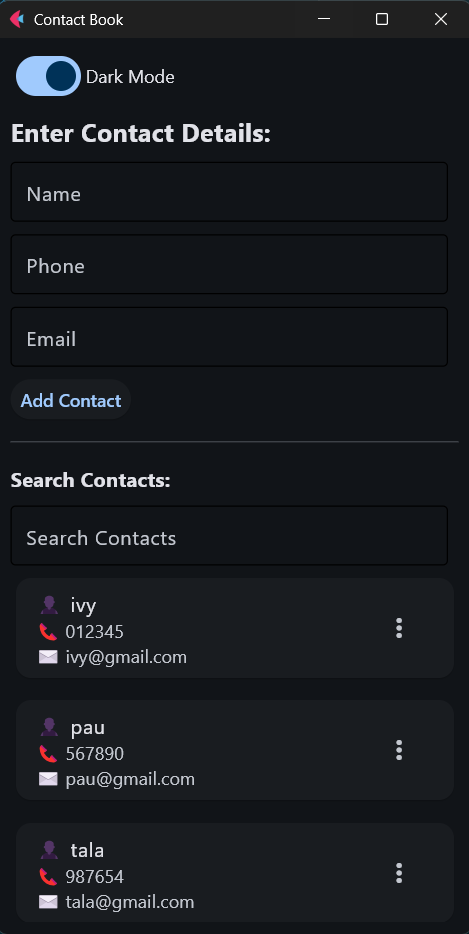 Contact Book
Dark Mode
Enter Contact Details:
Name
Phone
Email
Add Contact
Search Contacts:
Search Contacts
ivy
012345
ivy@gmail.com
pau
567890
pau@gmail.com
tala
987654
tala@gmail.com